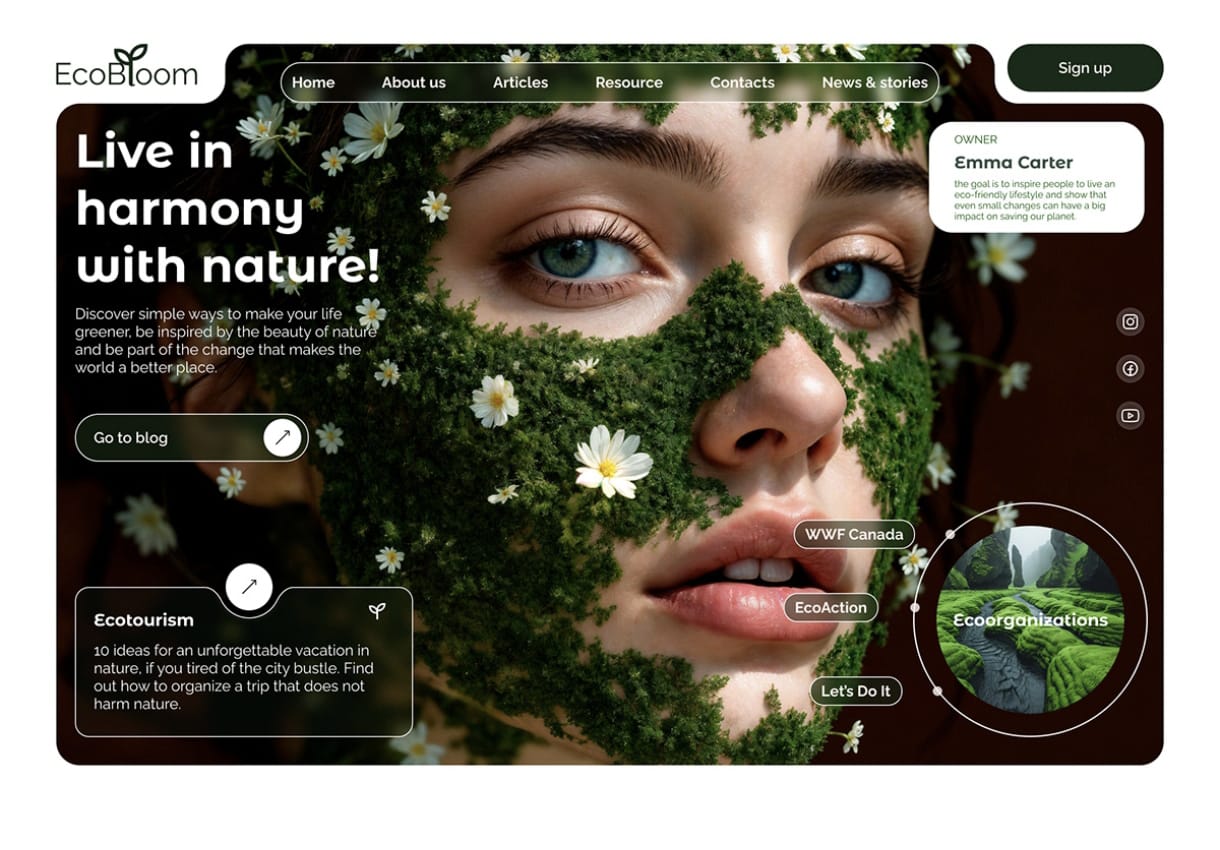 EcoBloom
Home
About us
Articles
Resource
Contacts
News & stories
Sign up
Live in
harmony
with nature!
Discover simple ways to make your life
greener, be inspired by the beauty of nature
and be part of the change that makes the
world a better place.
Go to blog
OWNER
Emma Carter
the goal is to inspire people to live an
eco-friendly lifestyle and show that
even small changes can have a big
impact on saving our planet.
Ecotourism
10 ideas for an unforgettable vacation in
nature, if you tired of the city bustle. Find
out how to organize a trip that does not
harm nature.
WWF Canada
EcoAction
Let's Do It
Ecoorganizations